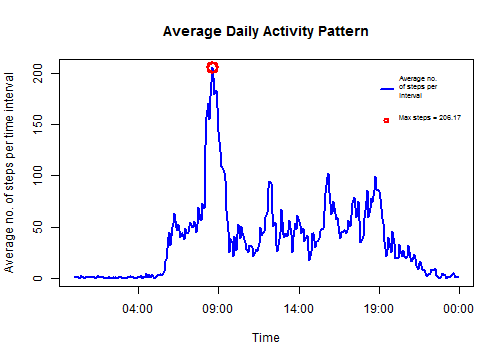 Average Daily Activity Pattern
Average no. of steps per time interval
200
150
100
50
0
Average no.
of steps per
interval
Max steps = 206.17
04:00
09:00
14:00
19:00
00:00
Time